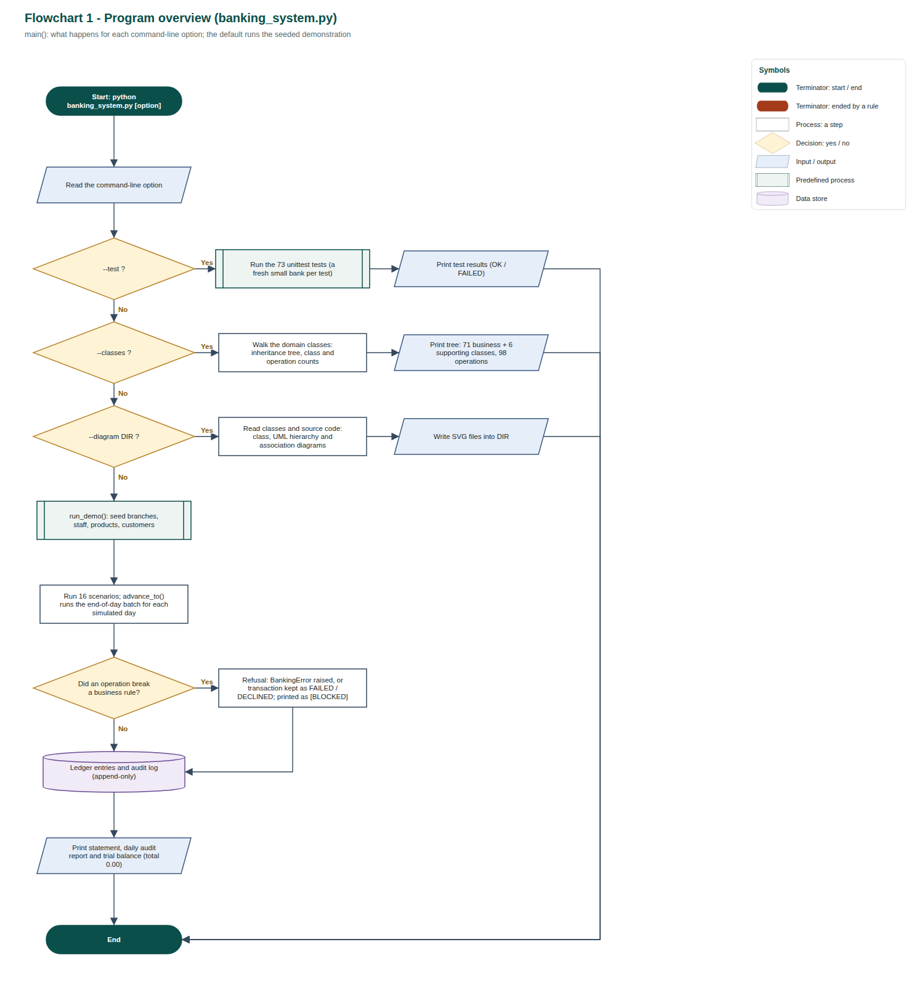 Flowchart 1 - Program overview (banking_system.py)
main(): what happens for each command-line option; the default runs the seeded demonstration
Symbols
Terminator: start / end
Terminator: ended by a rule
Process: a step
Decision: yes / no
Input / output
Predefined process
Data store
Start: python
banking_system.py [option]
Read the command-line option
--test ?
Yes
Run the 73 unittest tests (a
fresh small bank per test)
Print test results (OK /
FAILED)
No
--classes ?
Yes
Walk the domain classes:
inheritance tree, class and
operation counts
Print tree: 71 business + 6
supporting classes, 98
operations
No
--diagram DIR ?
Yes
Read classes and source code:
class, UML hierarchy and
association diagrams
Write SVG files into DIR
No
run_demo(): seed branches,
staff, products, customers
Run 16 scenarios; advance_to()
runs the end-of-day batch for each
simulated day
Did an operation break
a business rule?
Yes
Refusal: BankingError raised, or
transaction kept as FAILED /
DECLINED; printed as [BLOCKED]
No
Ledger entries and audit log
(append-only)
Print statement, daily audit
report and trial balance (total
0.00)
End